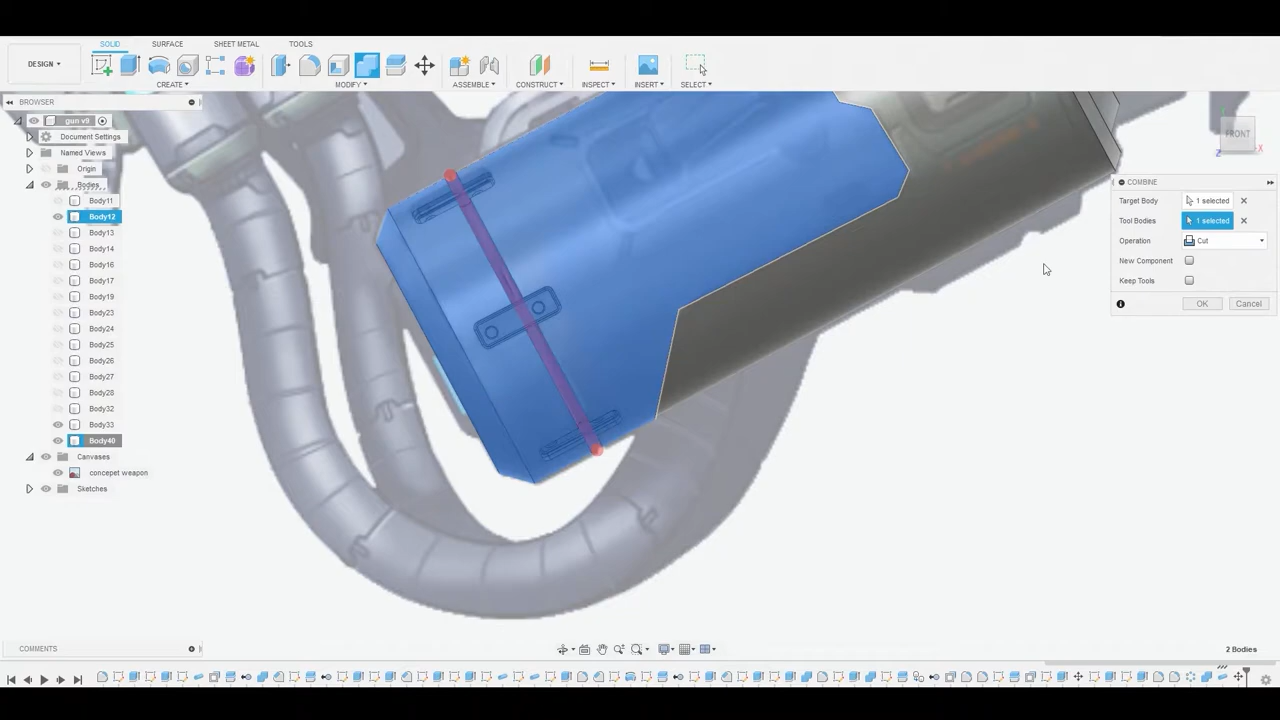 SOLID SURFACE SHEET METAL TOOLS
DESIGN
CREATE MODIFY ASSEMBLE CONSTRUCT INSPECT INSERT SELECT
BROWSER
gun v9
Document Settings
Named Views
Origin
Bodies
Body11
Body12
Body13
Body14
Body16
Body17
Body19
Body23
Body24
Body25
Body26
Body27
Body28
Body32
Body33
Body40
Canvases
concepet weapon
Sketches
FRONT
Z X
COMBINE
Target Body 1 selected
Tool Bodies 1 selected
Operation Cut
New Component
Keep Tools
OK Cancel
COMMENTS
2 Bodies